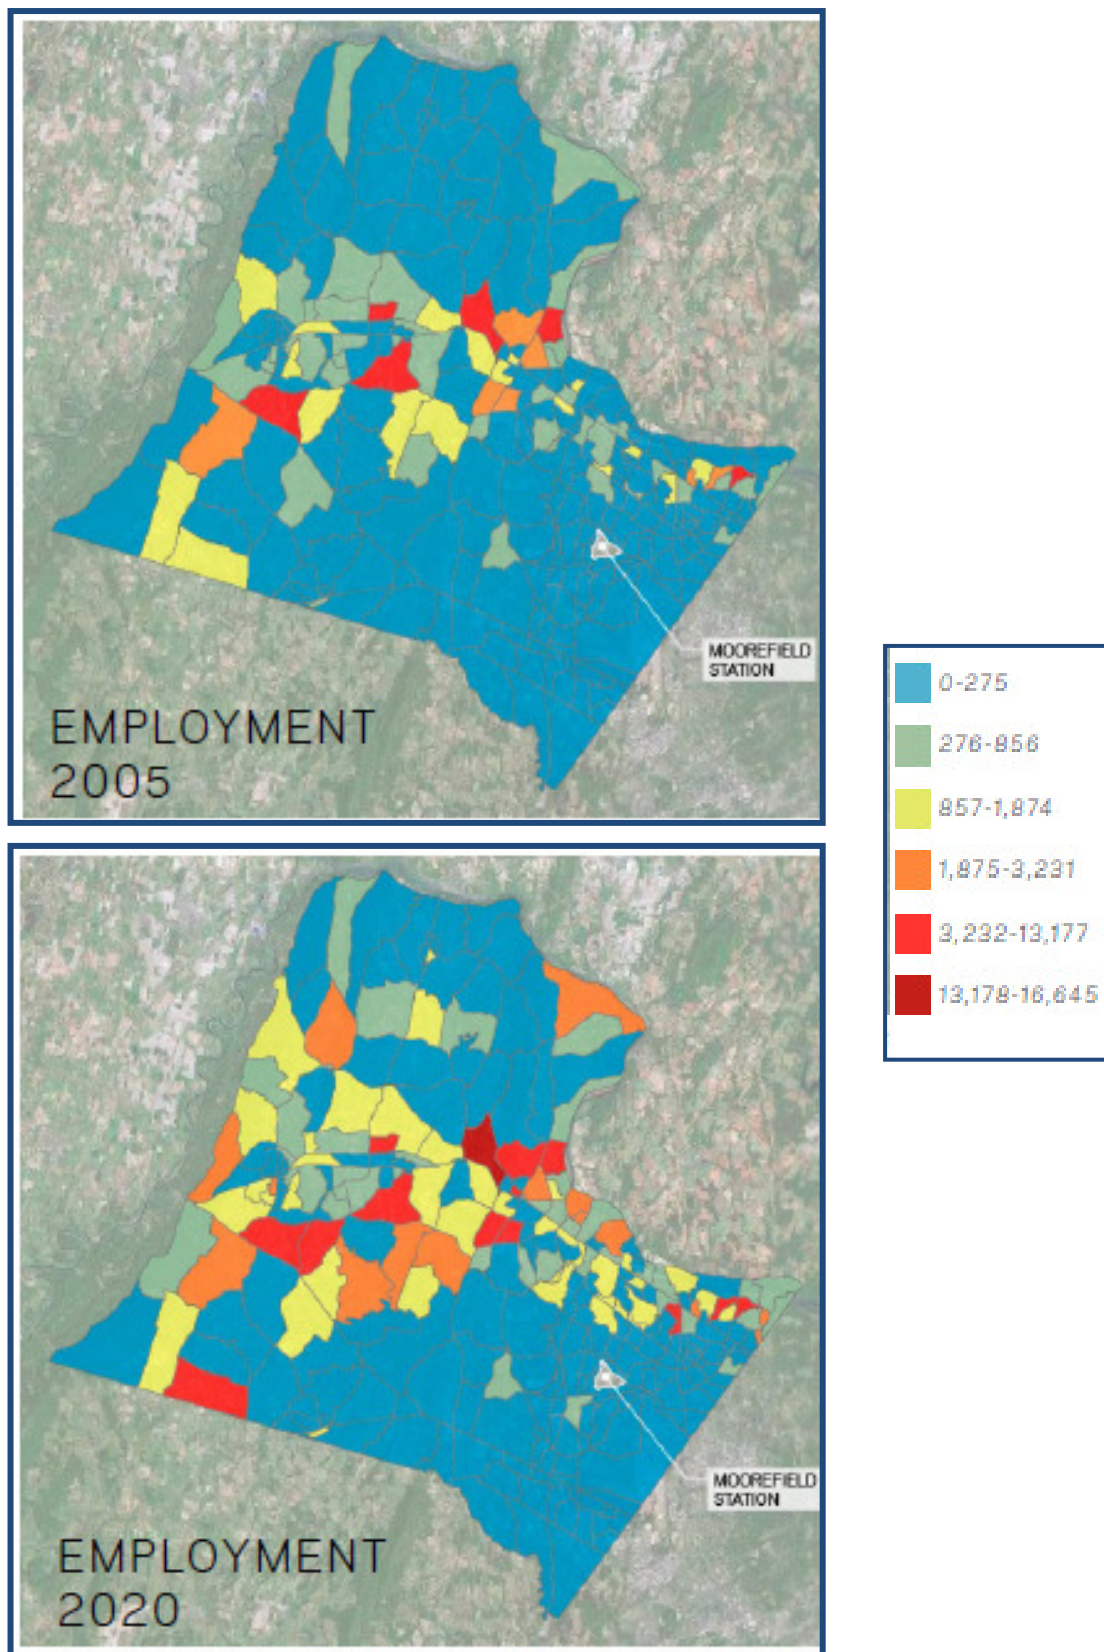 MOOREFIELD
STATION
EMPLOYMENT
2005
0-275
276-856
857-1,874
1,875-3,231
3,232-13,177
13,178-16,645
MOOREFIELD
STATION
EMPLOYMENT
2020